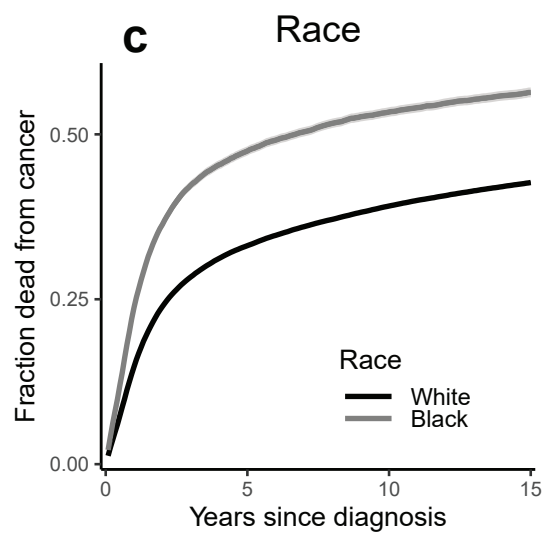 c
Race
Fraction dead from cancer
0.50
0.25
0.00
Race
White
Black
0
5
10
15
Years since diagnosis